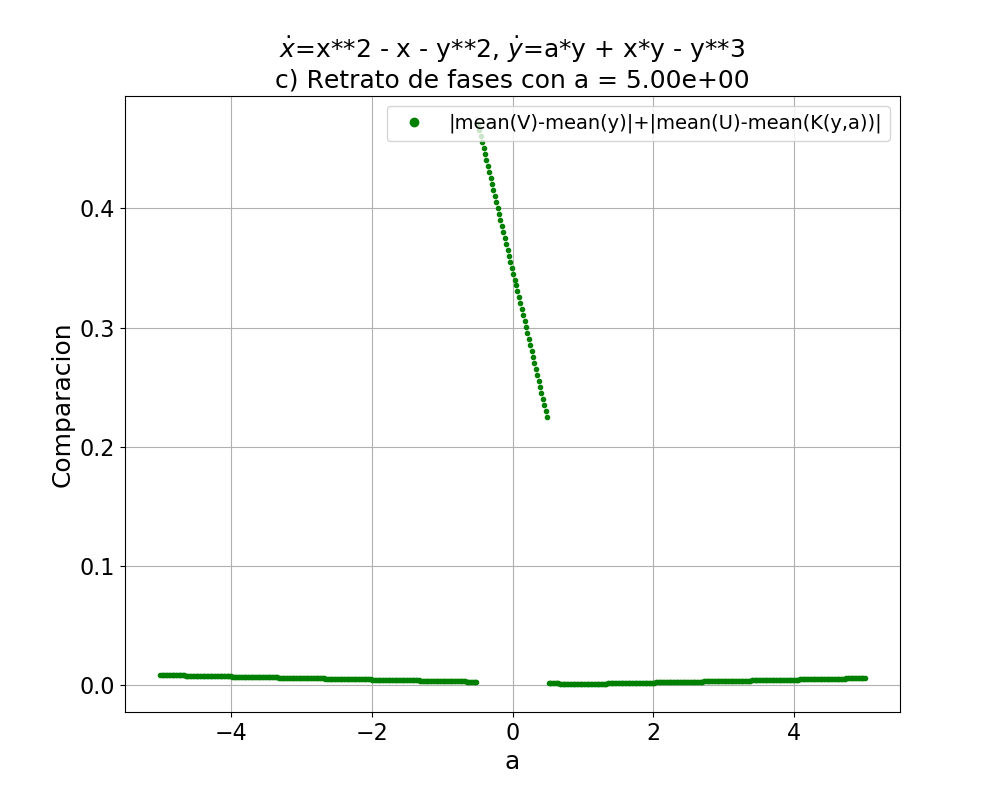 ẋ=x**2 - x - y**2, ẏ=a*y + x*y - y**3
c) Retrato de fases con a = 5.00e+00
|mean(V)-mean(y)|+|mean(U)-mean(K(y,a))|
Comparacion
0.4
0.3
0.2
0.1
0.0
−4 −2 0 2 4
a